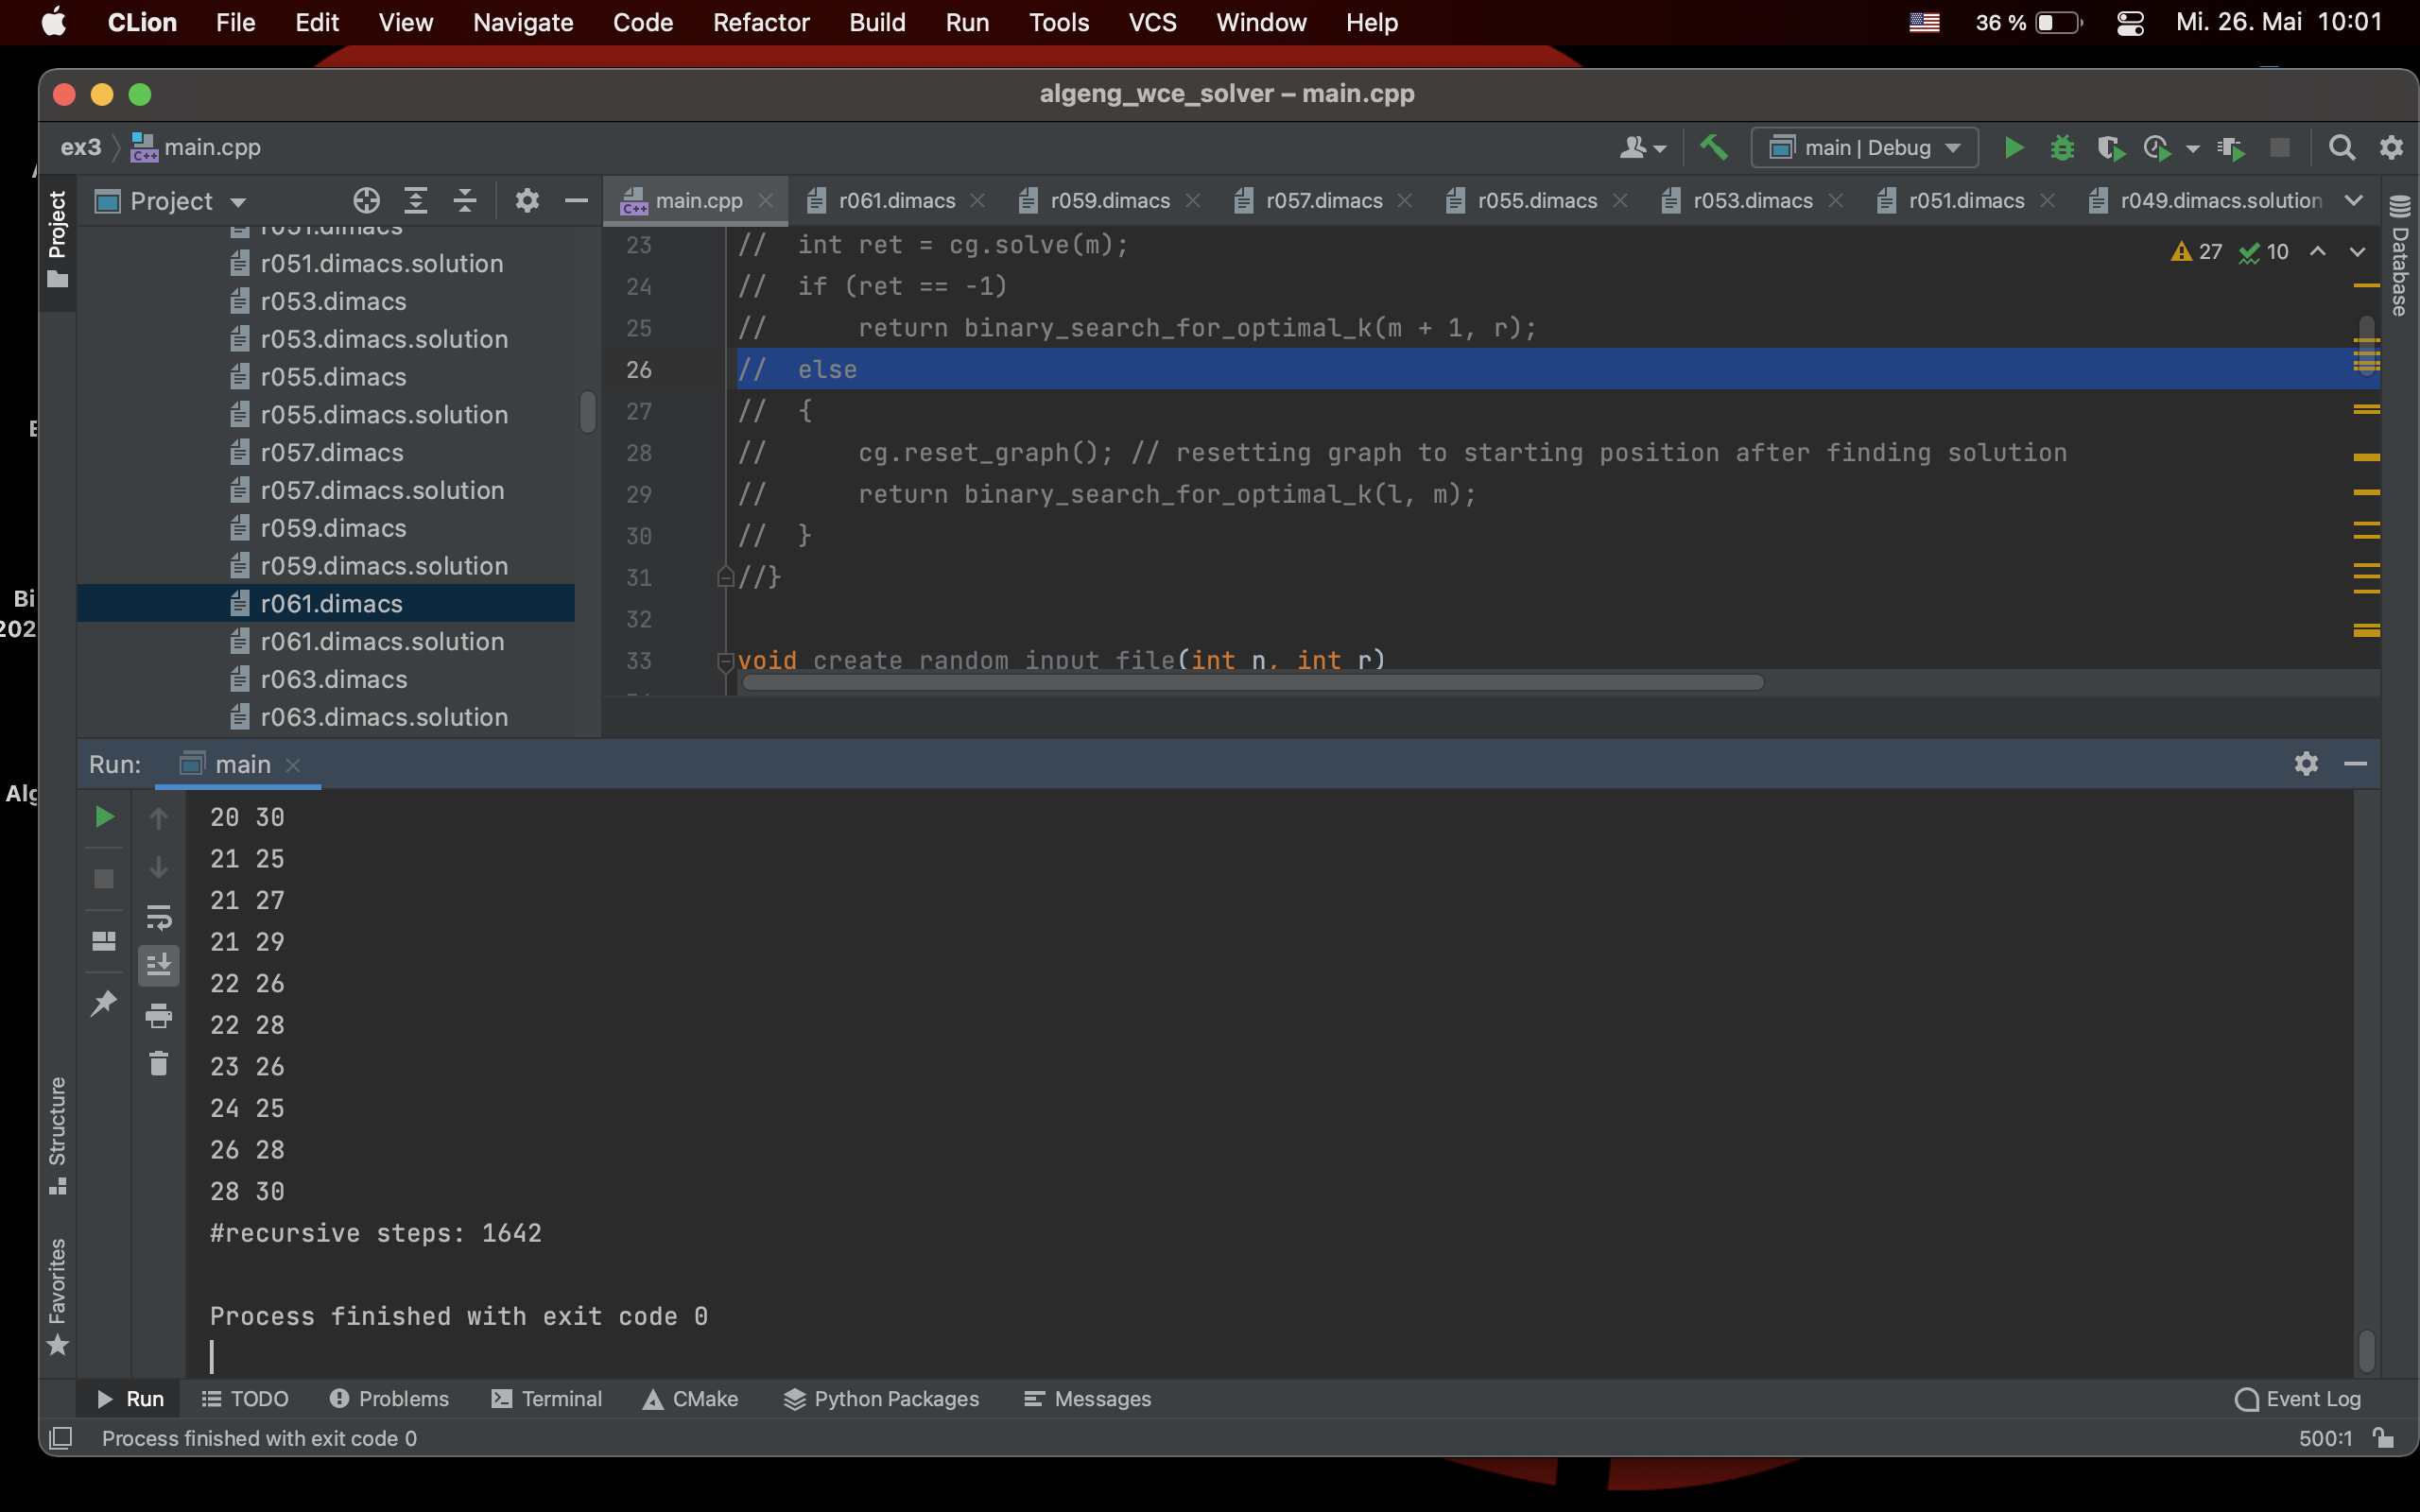 CLion File Edit View Navigate Code Refactor Build Run Tools VCS Window Help 36 % Mi. 26. Mai 10:01
algeng_wce_solver – main.cpp
ex3 main.cpp main | Debug
Project
main.cpp r061.dimacs r059.dimacs r057.dimacs r055.dimacs r053.dimacs r051.dimacs r049.dimacs.solution
Project
Structure
Favorites
Database
r051.dimacs
r051.dimacs.solution
r053.dimacs
r053.dimacs.solution
r055.dimacs
r055.dimacs.solution
r057.dimacs
r057.dimacs.solution
r059.dimacs
r059.dimacs.solution
r061.dimacs
r061.dimacs.solution
r063.dimacs
r063.dimacs.solution
27 10
23 //  int ret = cg.solve(m);
24 //  if (ret == -1)
25 //      return binary_search_for_optimal_k(m + 1, r);
26 //  else
27 //  {
28 //      cg.reset_graph(); // resetting graph to starting position after finding solution
29 //      return binary_search_for_optimal_k(l, m);
30 //  }
31 //}
32
33 void create_random_input_file(int n, int r)
Bi
202
Alg
Run: main
20 30
21 25
21 27
21 29
22 26
22 28
23 26
24 25
26 28
28 30
#recursive steps: 1642
Process finished with exit code 0
Run TODO Problems Terminal CMake Python Packages Messages Event Log
Process finished with exit code 0 500:1